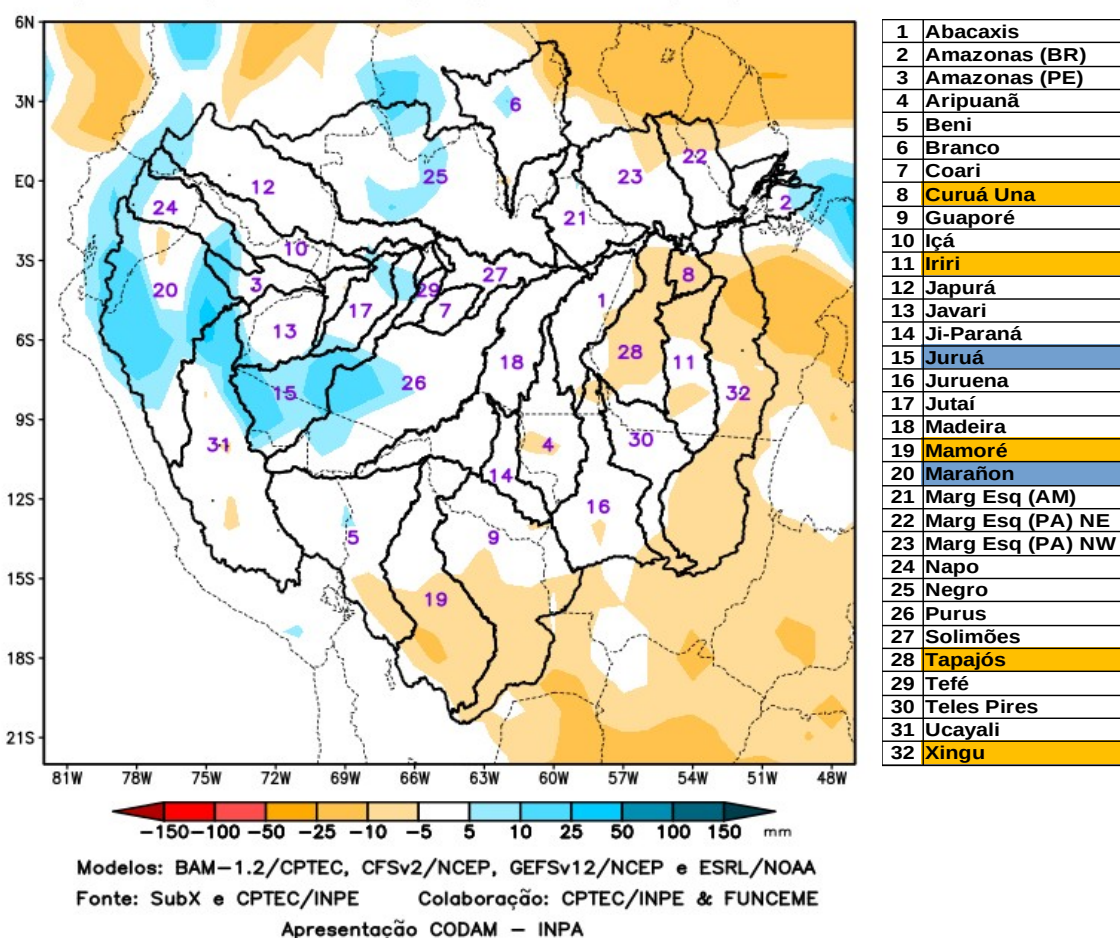 6N
3N
EQ
3S
6S
9S
12S
15S
18S
21S
81W 78W 75W 72W 69W 66W 63W 60W 57W 54W 51W 48W
6
22
12
25
23
24
2
21
10
3
27
8
20
29
17
7
1
13
28
18
11
15
26
32
31
4
30
14
16
5
9
19
1 Abacaxis
2 Amazonas (BR)
3 Amazonas (PE)
4 Aripuanã
5 Beni
6 Branco
7 Coari
8 Curuá Una
9 Guaporé
10 Içá
11 Iriri
12 Japurá
13 Javari
14 Ji-Paraná
15 Juruá
16 Juruena
17 Jutaí
18 Madeira
19 Mamoré
20 Marañon
21 Marg Esq (AM)
22 Marg Esq (PA) NE
23 Marg Esq (PA) NW
24 Napo
25 Negro
26 Purus
27 Solimões
28 Tapajós
29 Tefé
30 Teles Pires
31 Ucayali
32 Xingu
−150 −100 −50 −25 −10 −5 5 10 25 50 100 150 mm
Modelos: BAM−1.2/CPTEC, CFSv2/NCEP, GEFSv12/NCEP e ESRL/NOAA
Fonte: SubX e CPTEC/INPE Colaboração: CPTEC/INPE & FUNCEME
Apresentação CODAM − INPA